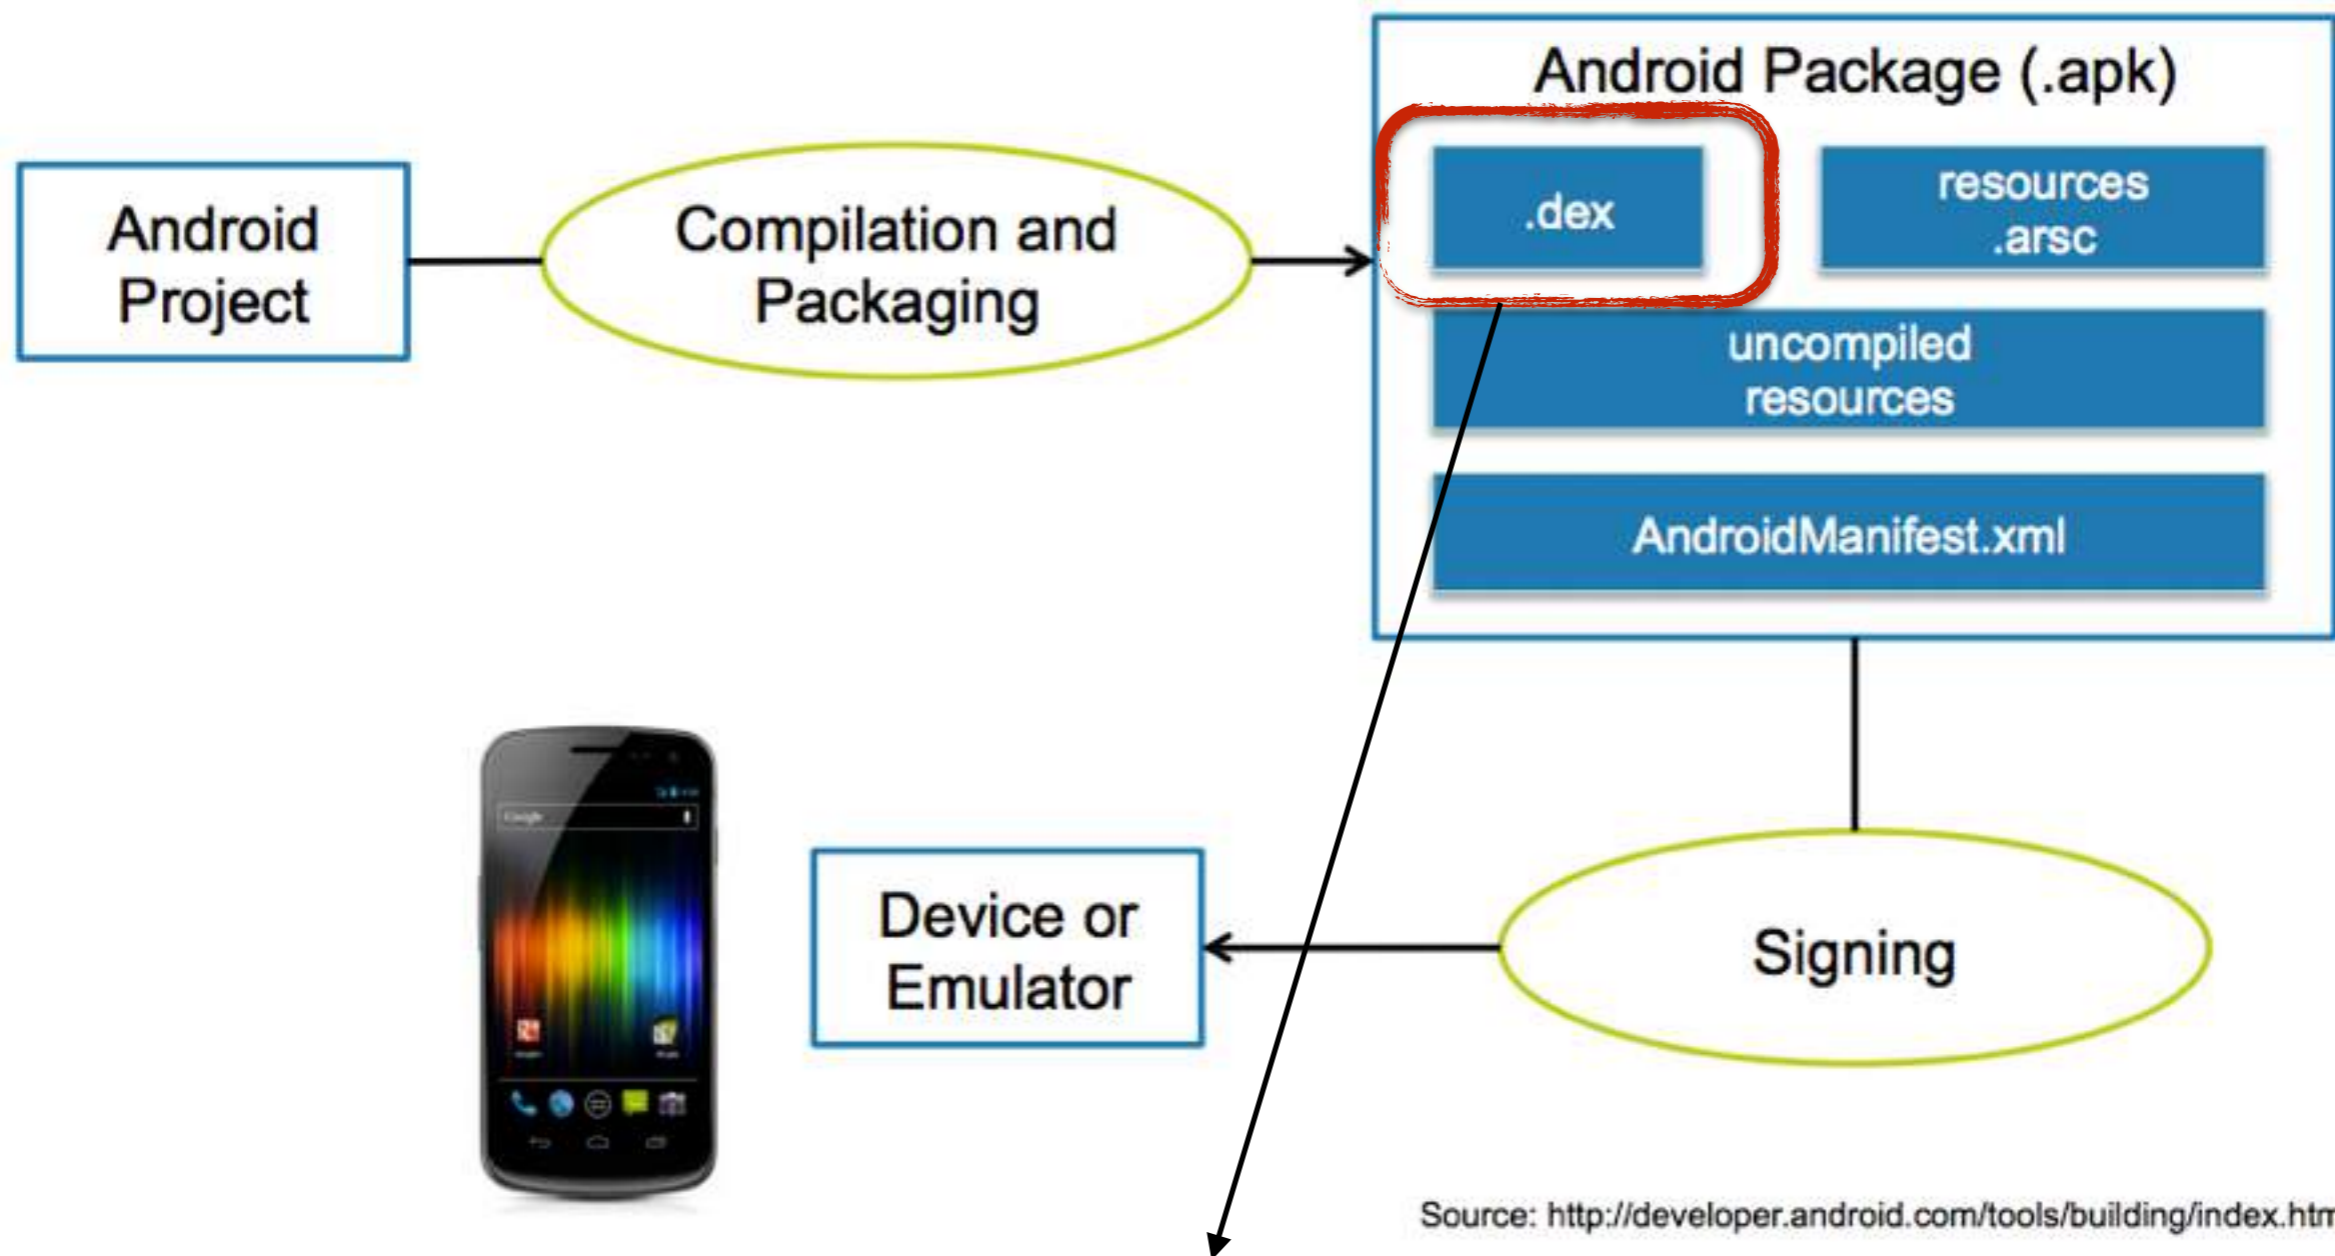 Android Package (.apk)
.dex
resources
.arsc
Android
Project
Compilation and
Packaging
uncompiled
resources
AndroidManifest.xml
Google
Device or
Emulator
Signing
Source: http://developer.android.com/tools/building/index.htm